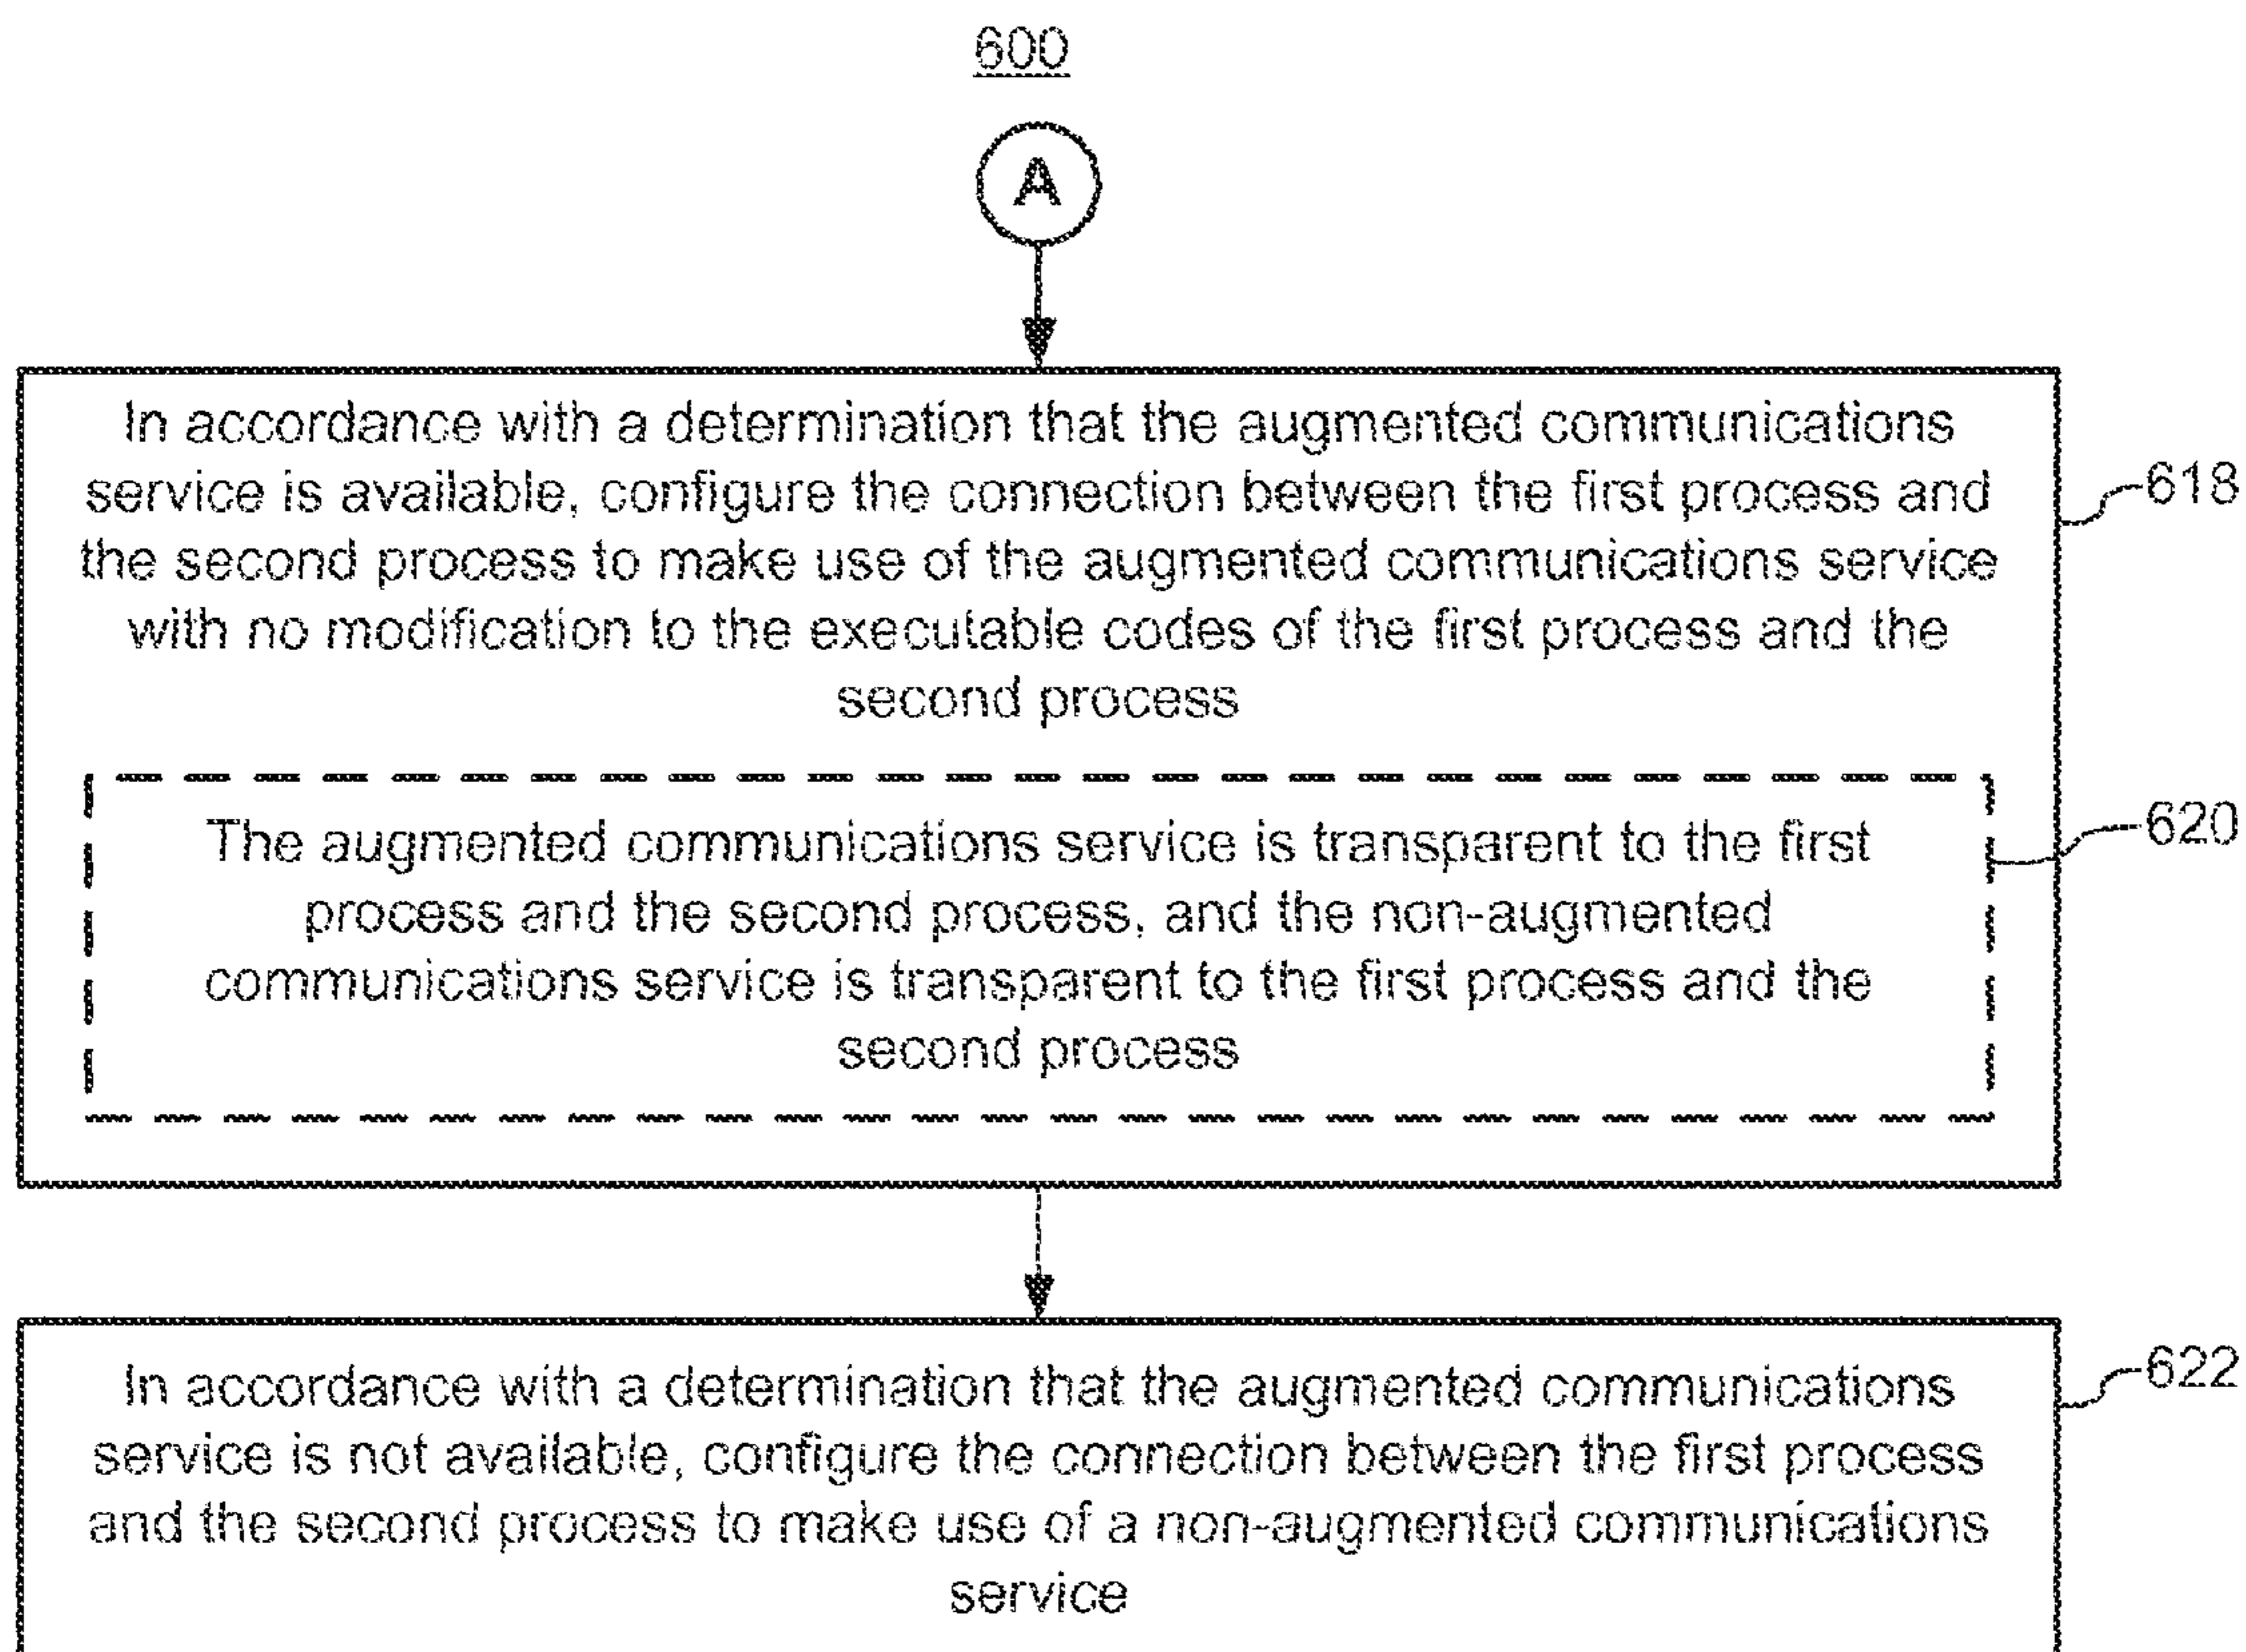 600
A
In accordance with a determination that the augmented communications
service is available, configure the connection between the first process and
the second process to make use of the augmented communications service
with no modification to the executable codes of the first process and the
second process
618
The augmented communications service is transparent to the first
process and the second process, and the non-augmented
communications service is transparent to the first process and the
second process
620
In accordance with a determination that the augmented communications
service is not available, configure the connection between the first process
and the second process to make use of a non-augmented communications
service
622